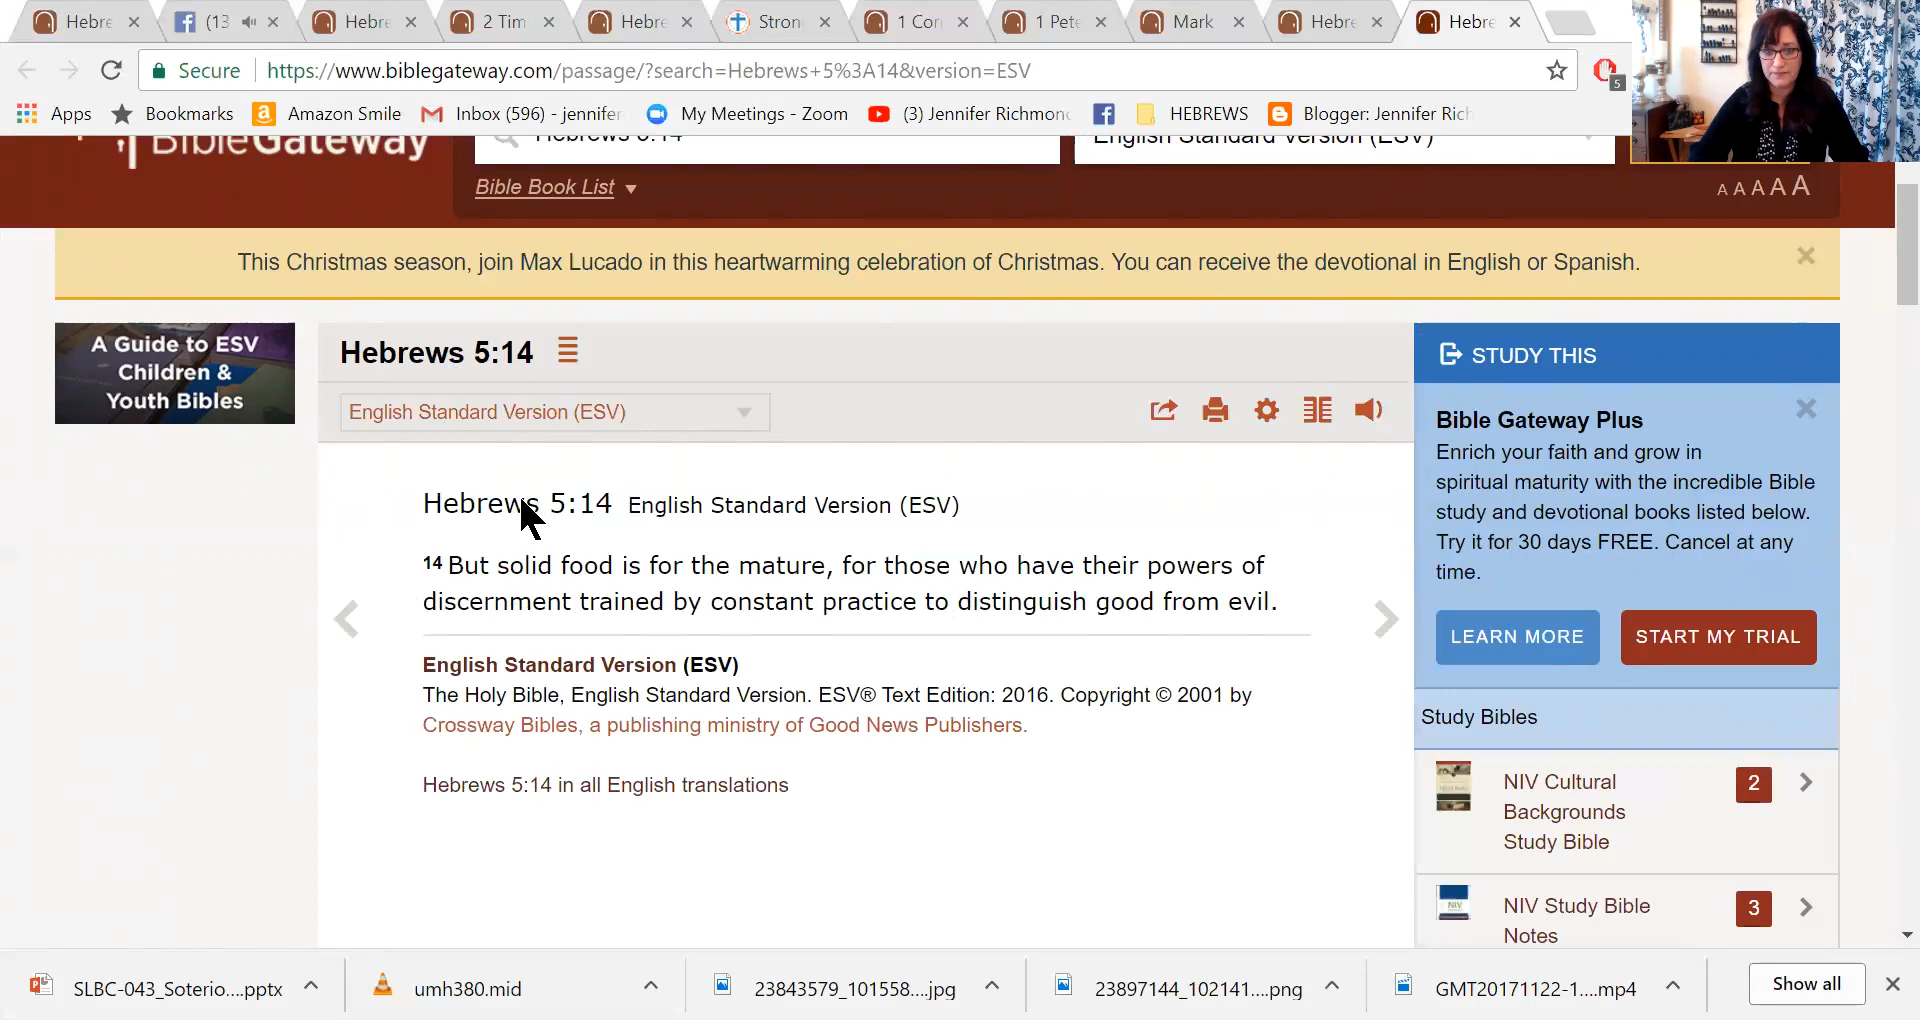 Hebre
(13
Hebre
2 Tim
Hebre
Stron
1 Cor
1 Pete
Mark
Hebre
Hebre
Secure
https://www.biblegateway.com/passage/?search=Hebrews+5%3A14&version=ESV
5
Apps
Bookmarks
Amazon Smile
Inbox (596) - jennifer
My Meetings - Zoom
(3) Jennifer Richmond
HEBREWS
Blogger: Jennifer Rich
BibleGateway
Hebrews 5:14
English Standard Version (ESV)
Bible Book List
A A A A A
This Christmas season, join Max Lucado in this heartwarming celebration of Christmas. You can receive the devotional in English or Spanish.
A Guide to ESV
Children &
Youth Bibles
Hebrews 5:14
English Standard Version (ESV)
Hebrews 5:14 English Standard Version (ESV)
14 But solid food is for the mature, for those who have their powers of
discernment trained by constant practice to distinguish good from evil.
English Standard Version (ESV)
The Holy Bible, English Standard Version. ESV® Text Edition: 2016. Copyright © 2001 by
Crossway Bibles, a publishing ministry of Good News Publishers.
Hebrews 5:14 in all English translations
STUDY THIS
Bible Gateway Plus
Enrich your faith and grow in
spiritual maturity with the incredible Bible
study and devotional books listed below.
Try it for 30 days FREE. Cancel at any
time.
LEARN MORE
START MY TRIAL
Study Bibles
NIV Cultural
Backgrounds
Study Bible
2
NIV Study Bible
Notes
3
SLBC-043_Soterio....pptx
umh380.mid
23843579_101558....jpg
23897144_102141....png
GMT20171122-1....mp4
Show all